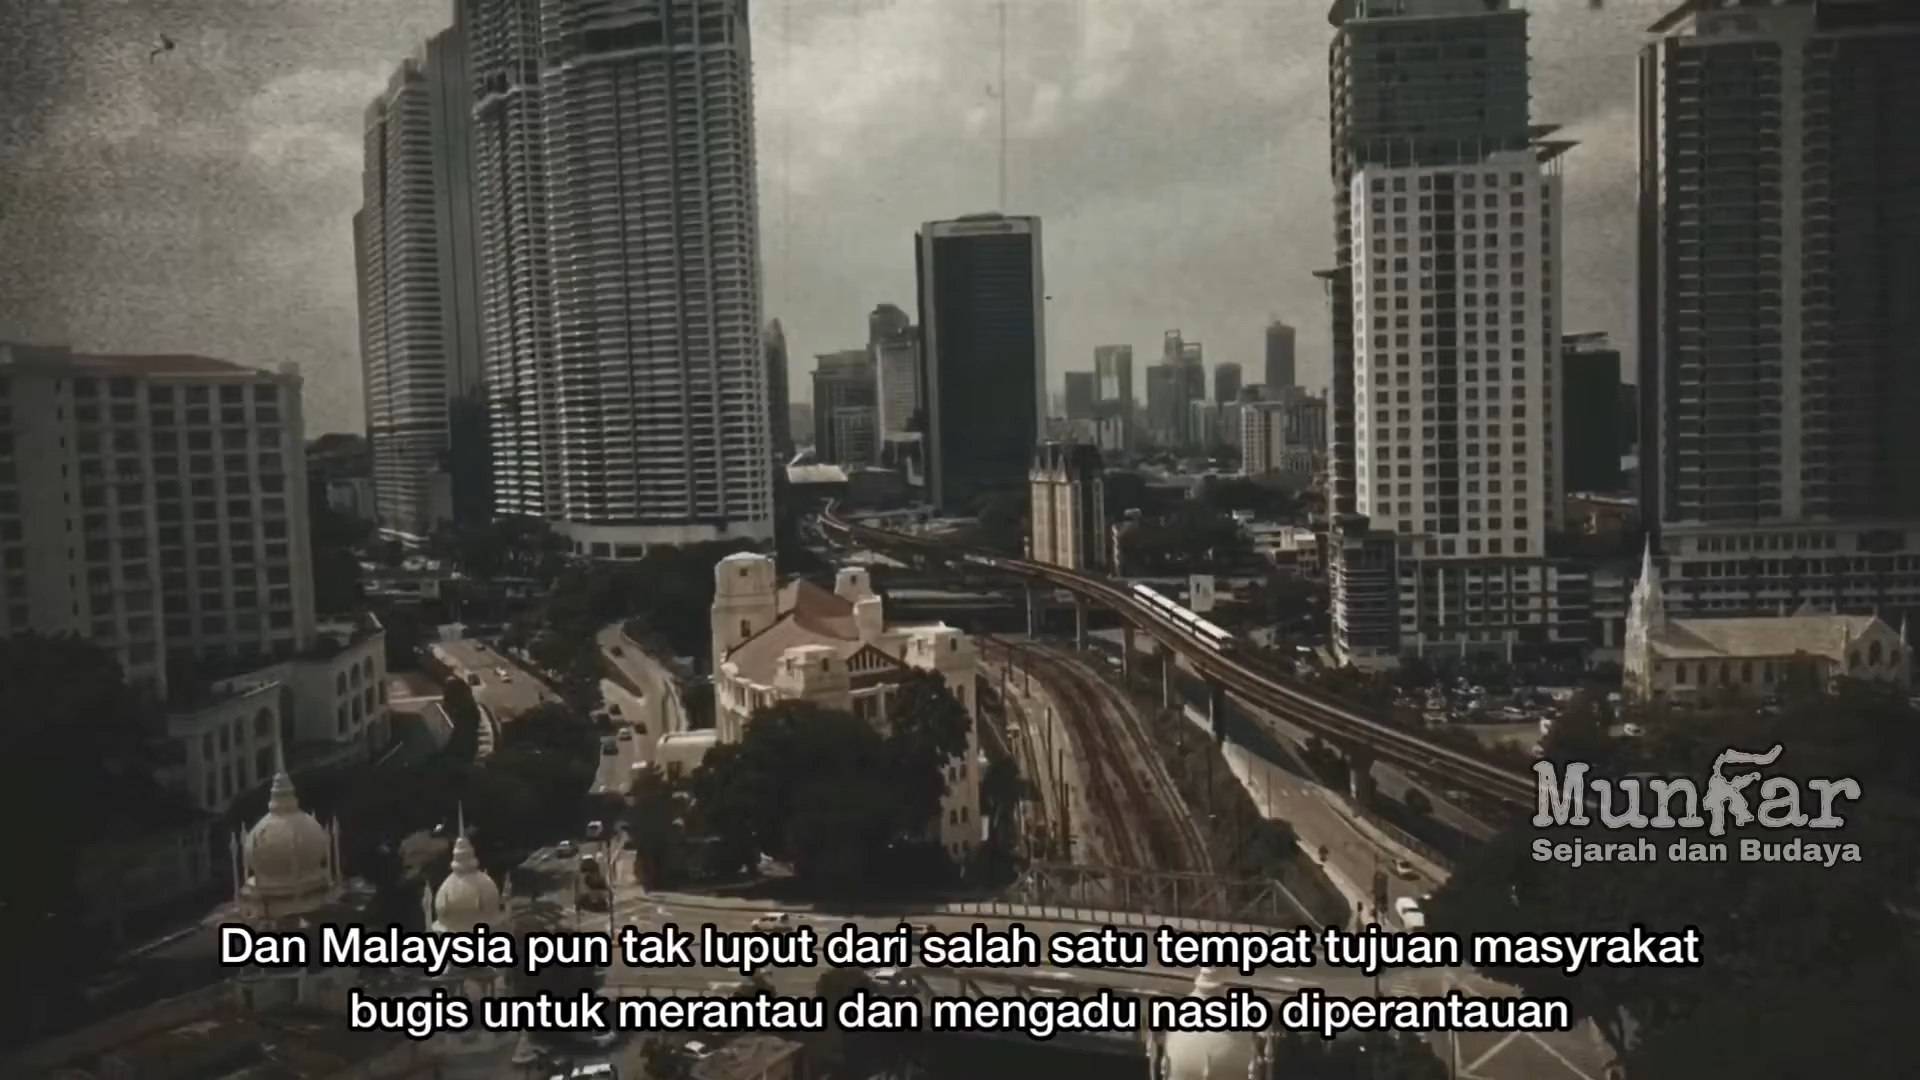 Munkar
Sejarah dan Budaya
Dan Malaysia pun tak luput dari salah satu tempat tujuan masyrakat
bugis untuk merantau dan mengadu nasib diperantauan